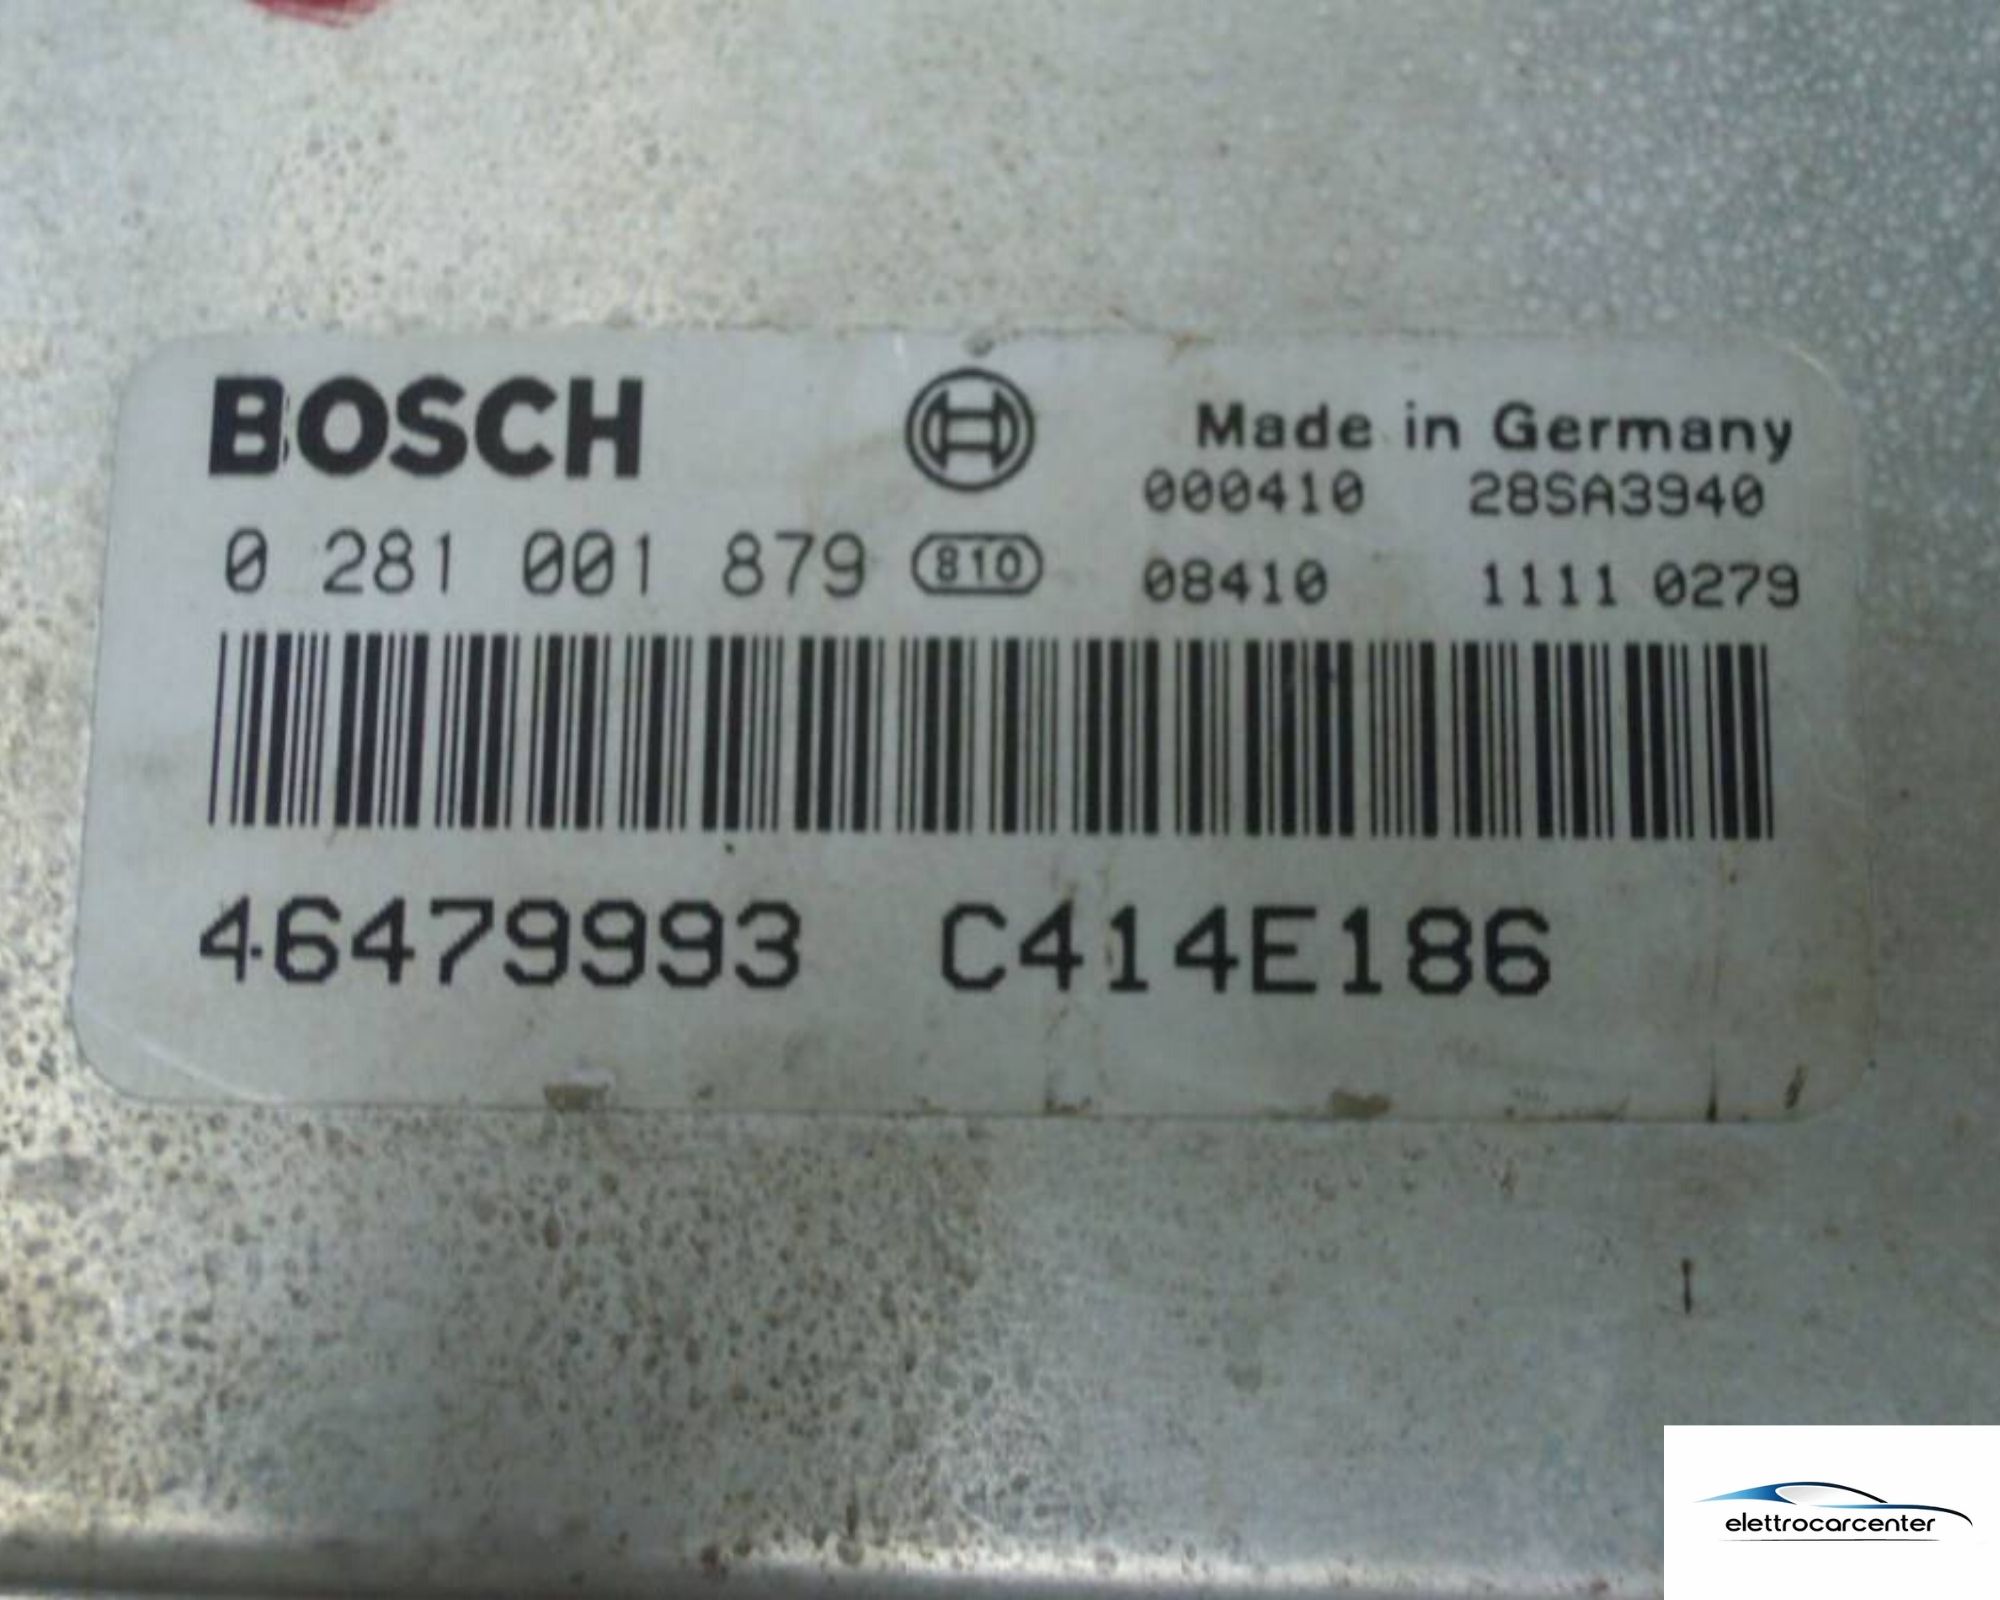 BOSCH
Made in Germany
000410 28SA3940
0 281 001 879 810 08410 1111 0279
46479993 C414E186
elettrocarcenter